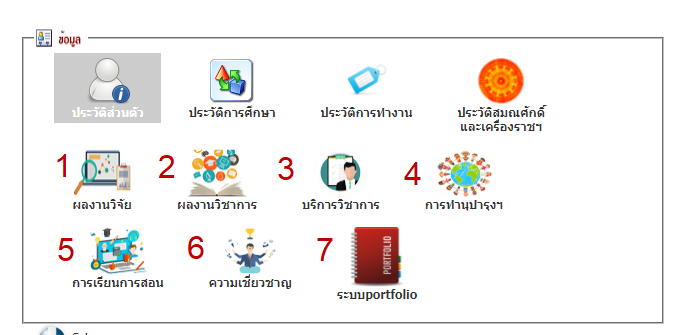 ข้อมูล
ประวัติส่วนตัว
ประวัติการศึกษา
ประวัติการทำงาน
ประวัติสมณศักดิ์
และเครื่องราชฯ
1
ผลงานวิจัย
2
ผลงานวิชาการ
3
บริการวิชาการ
4
การทำนุบำรุงฯ
5
การเรียนการสอน
6
ความเชี่ยวชาญ
7
PORTFOLIO
ระบบportfolio